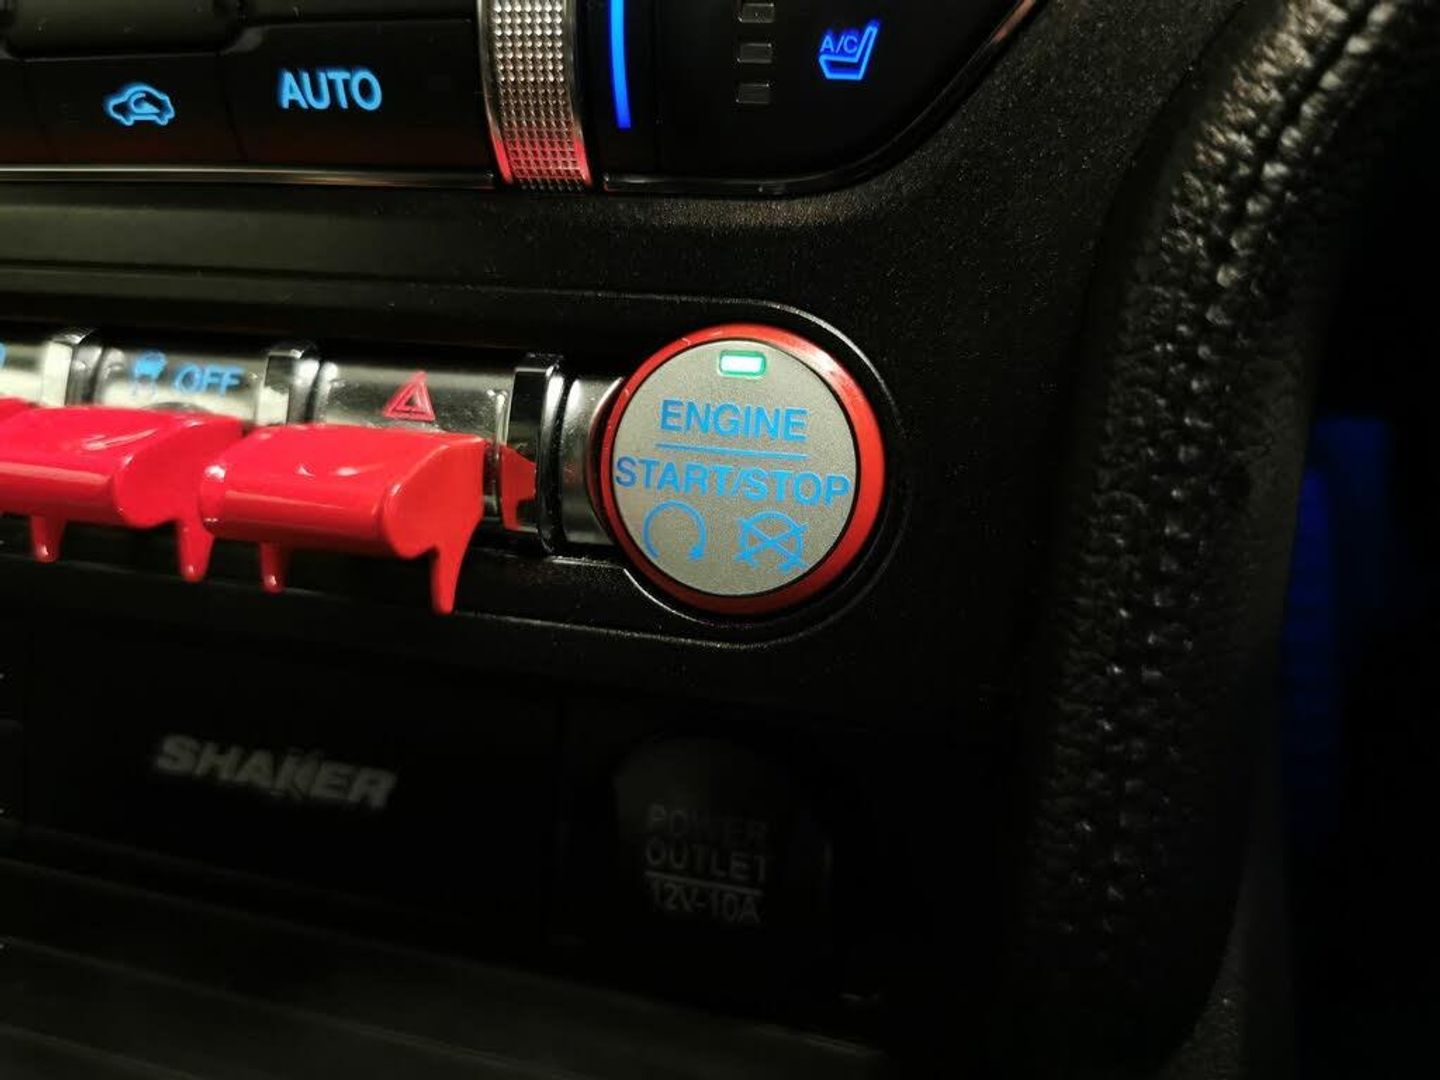 A/C
AUTO
OFF
ENGINE
START/STOP
SHAKER
POWER
OUTLET
12V-10A